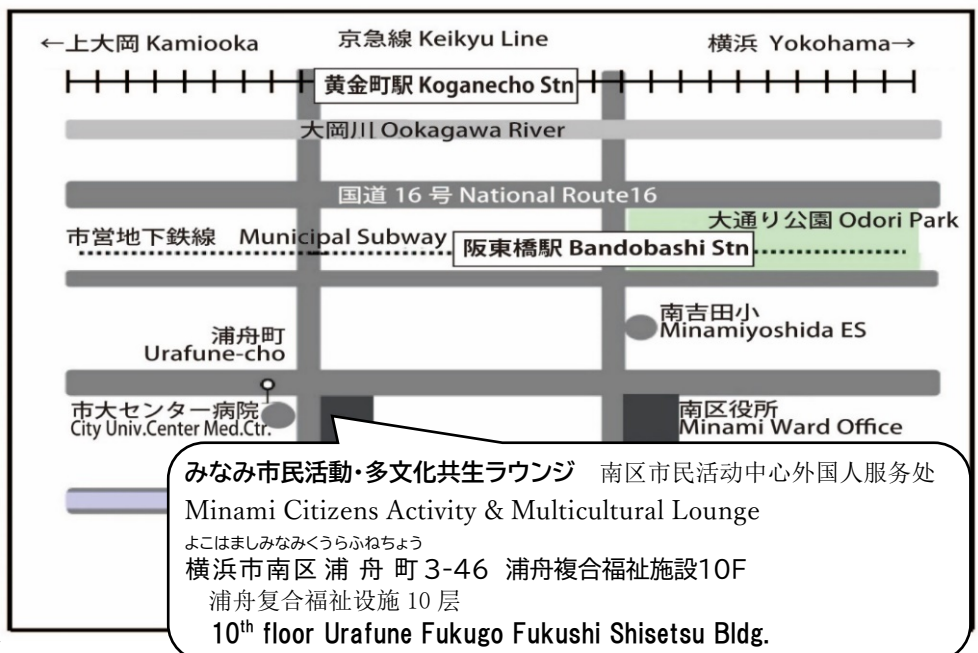 ←上大岡 Kamiooka
京急線 Keikyu Line
横浜 Yokohama→
黄金町駅 Koganecho Stn
大岡川 Ookagawa River
国道 16 号 National Route16
大通り公園 Odori Park
市営地下鉄線 Municipal Subway
阪東橋駅 Bandobashi Stn
南吉田小
Minamiyoshida ES
浦舟町
Urafune-cho
市大センター病院
City Univ.Center Med.Ctr.
南区役所
Minami Ward Office
みなみ市民活動・多文化共生ラウンジ 南区市民活动中心外国人服务处
Minami Citizens Activity & Multicultural Lounge
よこはましみなみくうらふねちょう
横浜市南区 浦 舟 町 3-46 浦舟複合福祉施設10F
浦舟复合福祉设施 10 层
10th floor Urafune Fukugo Fukushi Shisetsu Bldg.